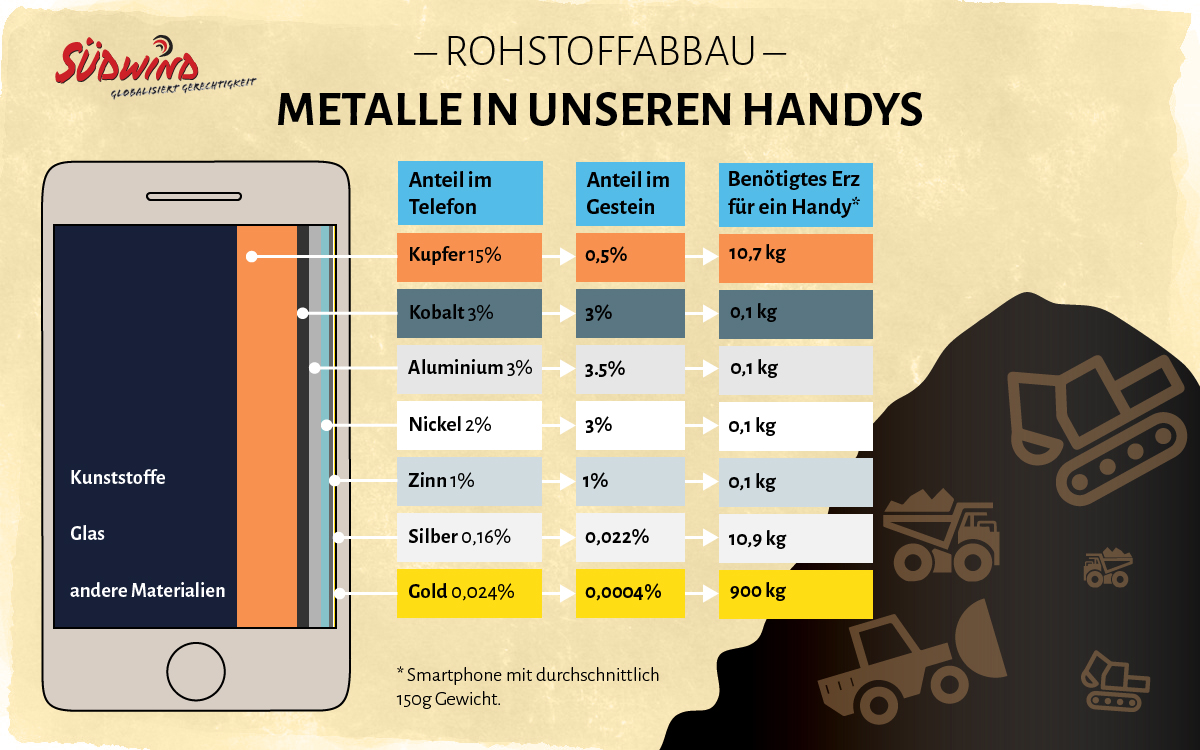 SÜDWIND
GLOBALISIERT GERECHTIGKEIT
– ROHSTOFFABBAU –
METALLE IN UNSEREN HANDYS
Anteil im
Telefon
Anteil im
Gestein
Benötigtes Erz
für ein Handy*
Kupfer 15% 0,5% 10,7 kg
Kobalt 3% 3% 0,1 kg
Aluminium 3% 3.5% 0,1 kg
Nickel 2% 3% 0,1 kg
Zinn 1% 1% 0,1 kg
Silber 0,16% 0,022% 10,9 kg
Gold 0,024% 0,0004% 900 kg
Kunststoffe
Glas
andere Materialien
* Smartphone mit durchschnittlich
150g Gewicht.